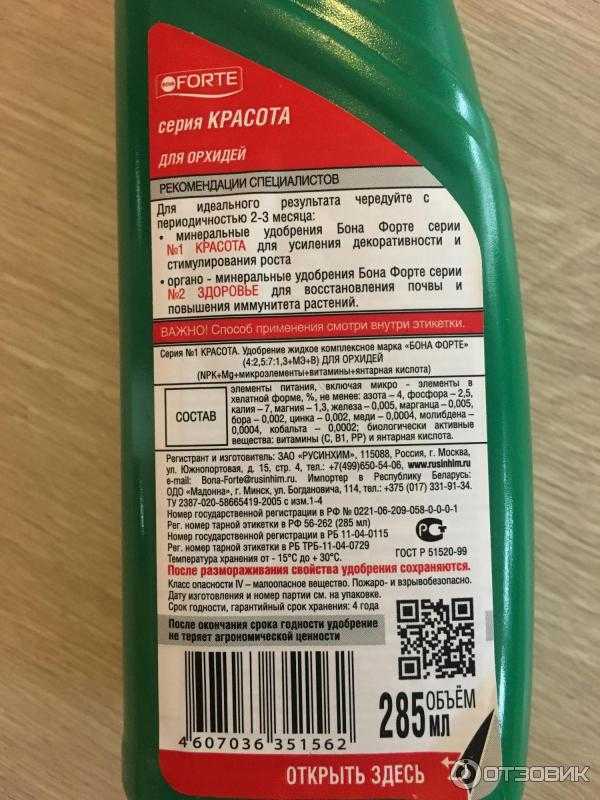 BONA FORTE
серия КРАСОТА
ДЛЯ ОРХИДЕЙ
РЕКОМЕНДАЦИИ СПЕЦИАЛИСТОВ
Для идеального результата чередуйте с
периодичностью 2-3 месяца:
• минеральные удобрения Бона Форте серии
№1 КРАСОТА для усиления декоративности и
стимулирования роста
• органо - минеральные удобрения Бона Форте серии
№2 ЗДОРОВЬЕ для восстановления почвы и
повышения иммунитета растений.
ВАЖНО! Способ применения смотри внутри этикетки.
Серия №1 КРАСОТА. Удобрение жидкое комплексное марка «БОНА ФОРТЕ»
(4:2,5:7:1,3+МЭ+В) ДЛЯ ОРХИДЕЙ
(NPK+Mg+микроэлементы+витамины+янтарная кислота)
СОСТАВ
элементы питания, включая микро - элементы в
хелатной форме, %, не менее: азота – 4, фосфора – 2,5,
калия – 7, магния – 1,3, железа – 0,005, марганца – 0,005,
бора – 0,002, цинка – 0,002, меди – 0,0004, молибдена –
0,0004, кобальта – 0,0002; биологически активные
вещества: витамины (С, В1, РР) и янтарная кислота.
Регистрант и изготовитель: ЗАО «РУСИНХИМ», 115088, Россия, г. Москва,
ул. Южнопортовая, д. 15, стр. 4, тел.: +7(499)650-54-06, www.rusinhim.ru
email: Bona-Forte@rusinhim.ru. Импортер в Республику Беларусь:
ОДО «Мадонна», г. Минск, ул. Богдановича, 114, тел.: +375 (017) 331-91-34.
ТУ 2387-020-58665419-2005 с изм.1-4
Номер государственной регистрации в РФ № 0221-06-209-058-0-0-0-1
Рег. номер тарной этикетки в РФ 56-262 (285 мл)
Номер государственной регистрации в РБ 11-04-0115
Рег. номер тарной этикетки в РБ ТРБ-11-04-0729
Температура хранения от - 15°С до + 30°С.
ГОСТ Р 51520-99
После размораживания свойства удобрения сохраняются.
Класс опасности IV – малоопасное вещество. Пожаро- и взрывобезопасно.
Дату изготовления и номер партии см. на упаковке.
Срок годности, гарантийный срок хранения: 4 года
После окончания срока годности удобрение
не теряет агрономической ценности
4 607036 351562
285
ОБЪЁМ
МЛ
ОТКРЫТЬ ЗДЕСЬ
ОТЗОВИК